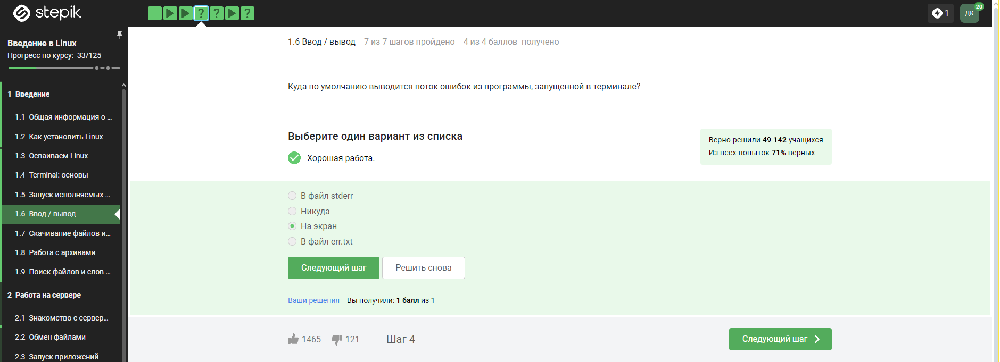 stepik
? ? ?
1
ДК
20
Введение в Linux
Прогресс по курсу: 33/125
1 Введение
1.1 Общая информация о ...
1.2 Как установить Linux
1.3 Осваиваем Linux
1.4 Terminal: основы
1.5 Запуск исполняемых ...
1.6 Ввод / вывод
1.7 Скачивание файлов и...
1.8 Работа с архивами
1.9 Поиск файлов и слов ...
2 Работа на сервере
2.1 Знакомство с сервер...
2.2 Обмен файлами
2.3 Запуск приложений
1.6 Ввод / вывод 7 из 7 шагов пройдено 4 из 4 баллов получено
Куда по умолчанию выводится поток ошибок из программы, запущенной в терминале?
Выберите один вариант из списка
Хорошая работа.
Верно решили 49 142 учащихся
Из всех попыток 71% верных
В файл stderr
Никуда
На экран
В файл err.txt
Следующий шаг
Решить снова
Ваши решения Вы получили: 1 балл из 1
1465 121 Шаг 4
Следующий шаг